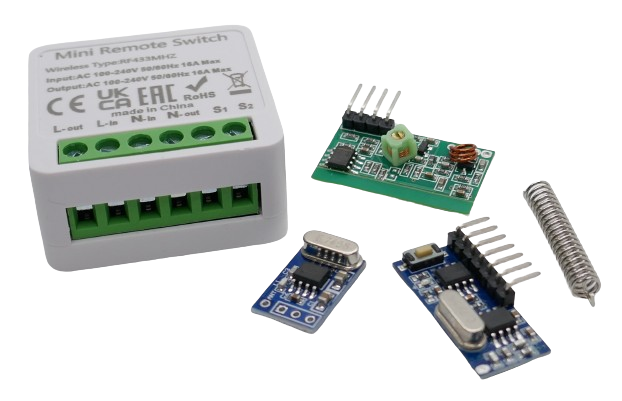 Mini Remote Switch
Wireless Type:RF433MHZ
Input:AC 100-240V 50/60Hz 16A Max
Output:AC 100-240V 50/60Hz 16A Max
CE UK CA EAC RoHS
made in China
L-out L-in N-in N-out S1 S2